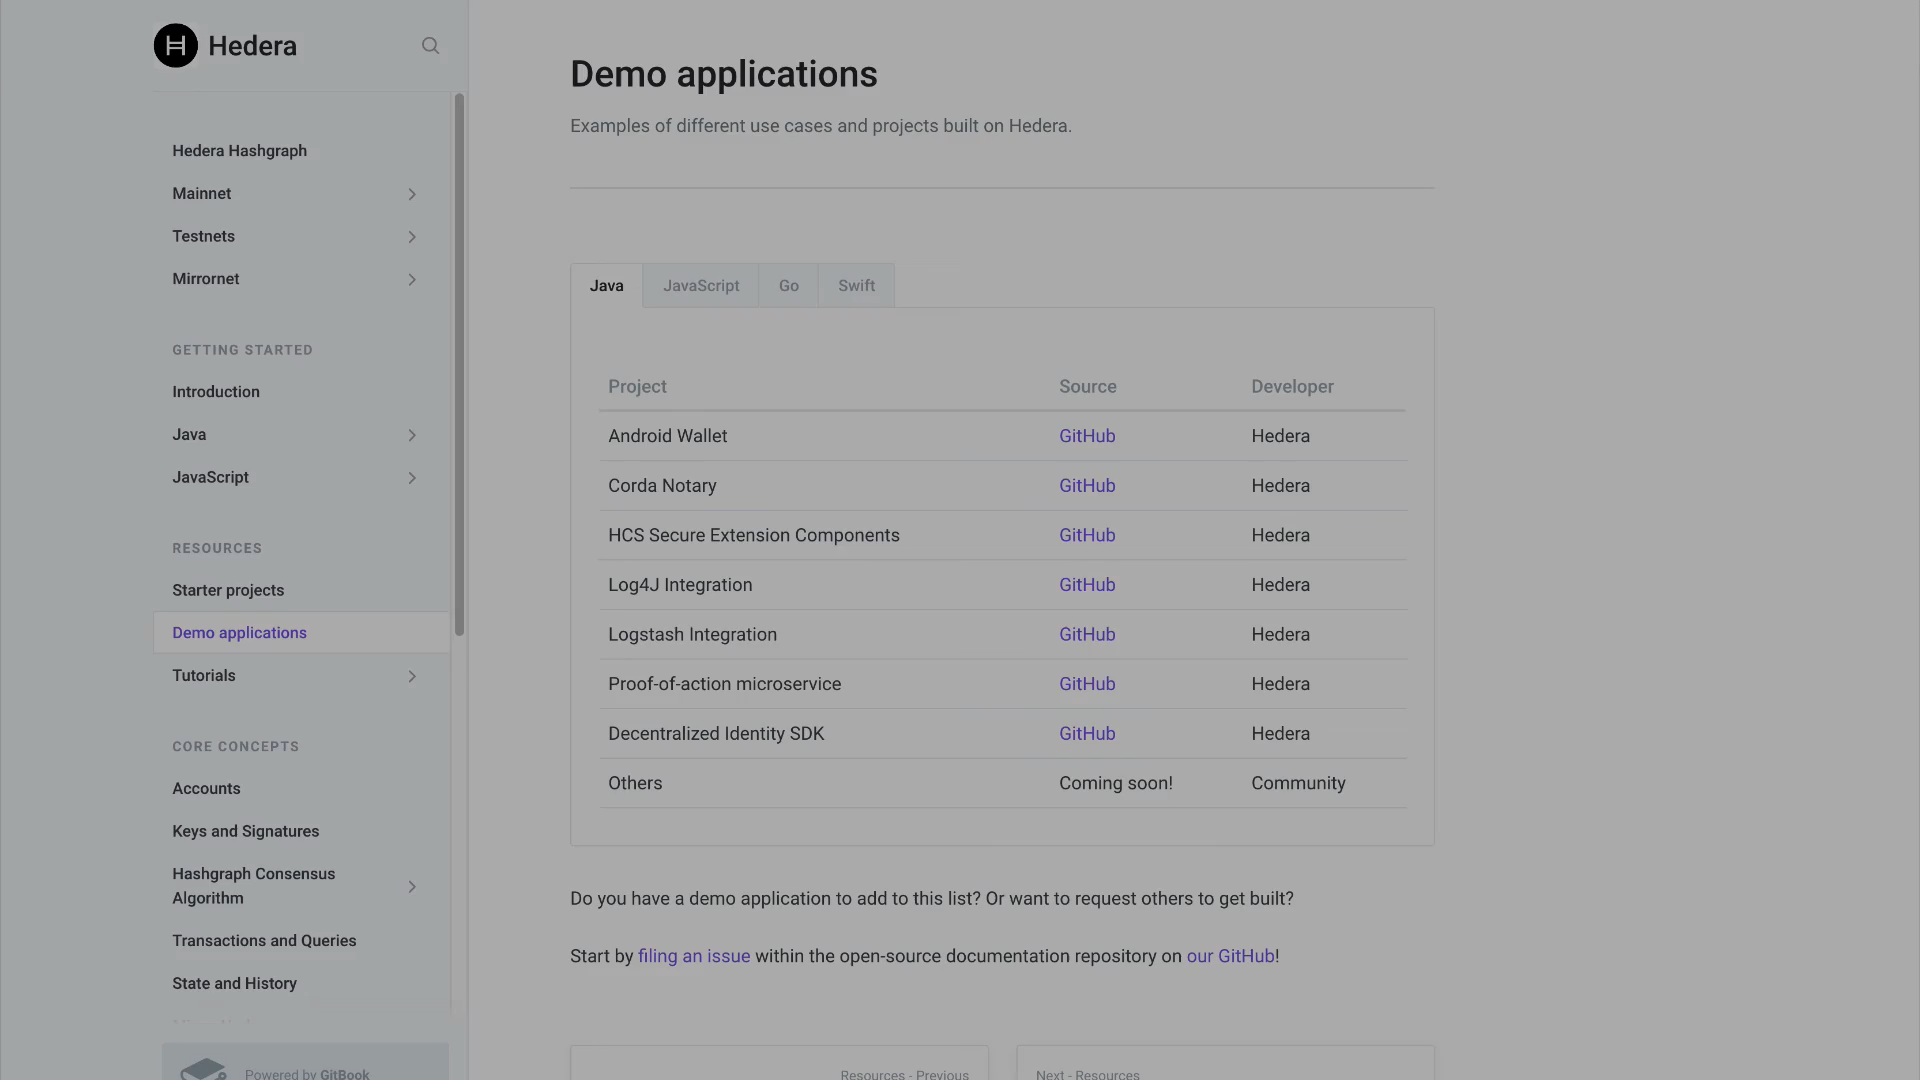 Hedera
Hedera Hashgraph
Mainnet
Testnets
Mirrornet
GETTING STARTED
Introduction
Java
JavaScript
RESOURCES
Starter projects
Demo applications
Tutorials
CORE CONCEPTS
Accounts
Keys and Signatures
Hashgraph Consensus
Algorithm
Transactions and Queries
State and History
Powered by GitBook
Demo applications
Examples of different use cases and projects built on Hedera.
Java JavaScript Go Swift
Project Source Developer
Android Wallet GitHub Hedera
Corda Notary GitHub Hedera
HCS Secure Extension Components GitHub Hedera
Log4J Integration GitHub Hedera
Logstash Integration GitHub Hedera
Proof-of-action microservice GitHub Hedera
Decentralized Identity SDK GitHub Hedera
Others Coming soon! Community
Do you have a demo application to add to this list? Or want to request others to get built?
Start by filing an issue within the open-source documentation repository on our GitHub!
Resources - Previous
Next - Resources